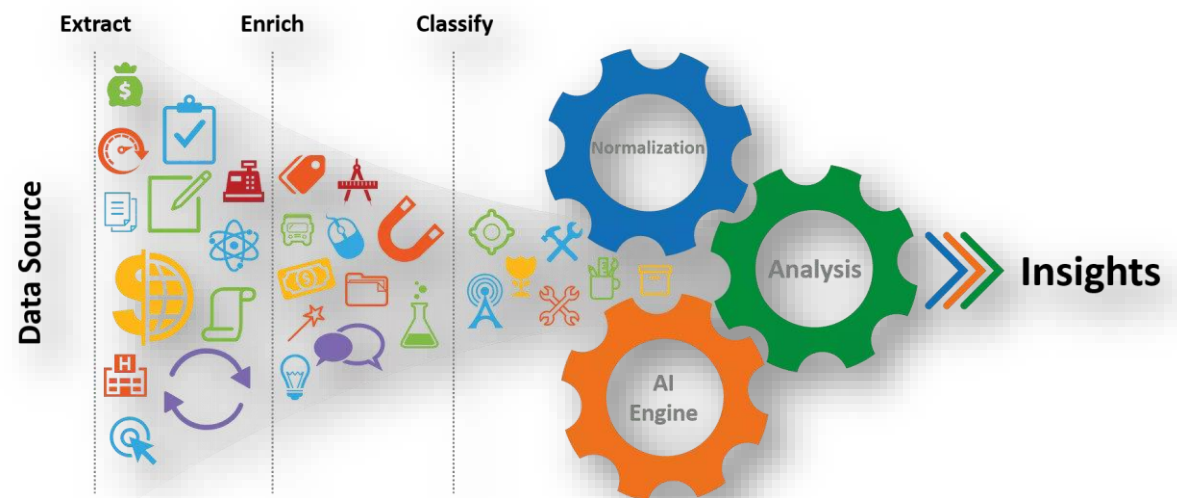 Extract
Enrich
Classify
Data Source
$
H
Normalization
Analysis
AI
Engine
Insights